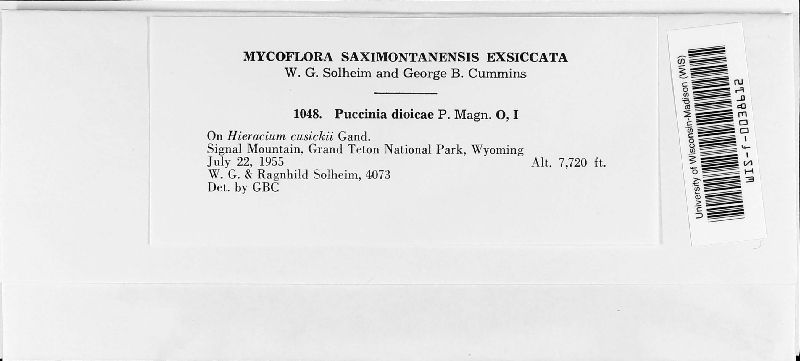 MYCOFLORA SAXIMONTANENSIS EXSICCATA
W. G. Solheim and George B. Cummins
1048. Puccinia dioicae P. Magn. O, I
On Hieracium cusickii Gand.
Signal Mountain, Grand Teton National Park, Wyoming
July 22, 1955 Alt. 7,720 ft.
W. G. & Ragnhild Solheim, 4073
Det. by GBC
University of Wisconsin-Madison (WIS)
WIS-f-0038612